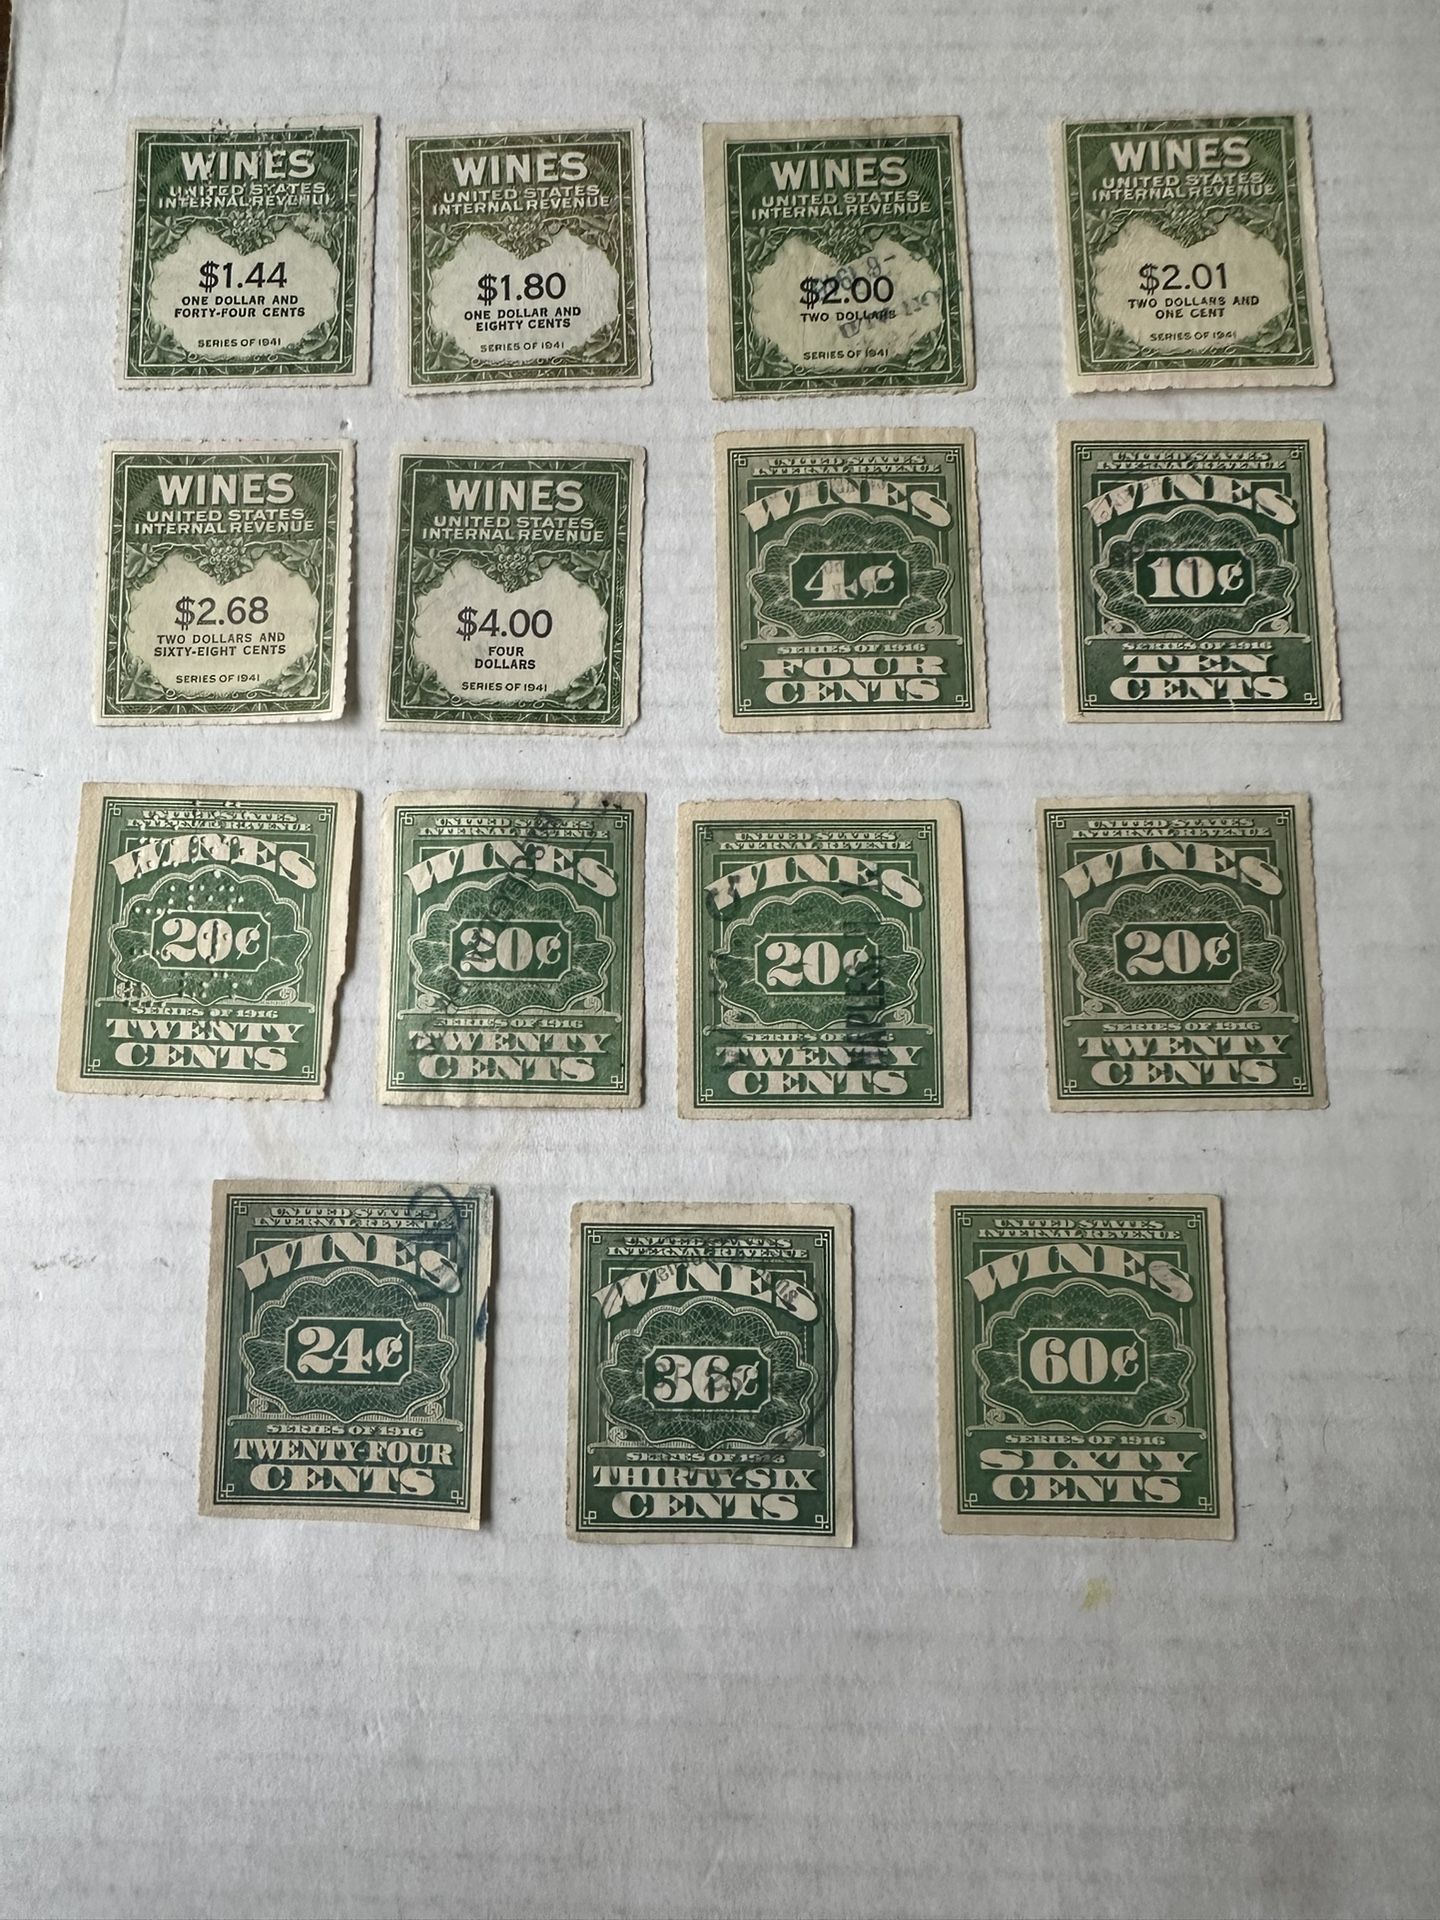 WINES
UNITED STATES
INTERNAL REVENUE
$1.44
ONE DOLLAR AND
FORTY-FOUR CENTS
SERIES OF 1941
WINES
UNITED STATES
INTERNAL REVENUE
$1.80
ONE DOLLAR AND
EIGHTY CENTS
SERIES OF 1941
WINES
UNITED STATES
INTERNAL REVENUE
$2.00
TWO DOLLARS
SERIES OF 1941
WINES
UNITED STATES
INTERNAL REVENUE
$2.01
TWO DOLLARS AND
ONE CENT
SERIES OF 1941
WINES
UNITED STATES
INTERNAL REVENUE
$2.68
TWO DOLLARS AND
SIXTY-EIGHT CENTS
SERIES OF 1941
WINES
UNITED STATES
INTERNAL REVENUE
$4.00
FOUR
DOLLARS
SERIES OF 1941
UNITED STATES
INTERNAL REVENUE
WINES
4¢
SERIES OF 1916
FOUR
CENTS
UNITED STATES
INTERNAL REVENUE
WINES
10¢
SERIES OF 1916
TEN
CENTS
UNITED STATES
INTERNAL REVENUE
WINES
20¢
SERIES OF 1916
TWENTY
CENTS
UNITED STATES
INTERNAL REVENUE
WINES
20¢
SERIES OF 1916
TWENTY
CENTS
UNITED STATES
INTERNAL REVENUE
WINES
20¢
SERIES OF 1916
TWENTY
CENTS
UNITED STATES
INTERNAL REVENUE
WINES
20¢
SERIES OF 1916
TWENTY
CENTS
UNITED STATES
INTERNAL REVENUE
WINES
24¢
SERIES OF 1916
TWENTY-FOUR
CENTS
UNITED STATES
INTERNAL REVENUE
WINES
36¢
SERIES OF 1916
THIRTY-SIX
CENTS
UNITED STATES
INTERNAL REVENUE
WINES
60¢
SERIES OF 1916
SIXTY
CENTS